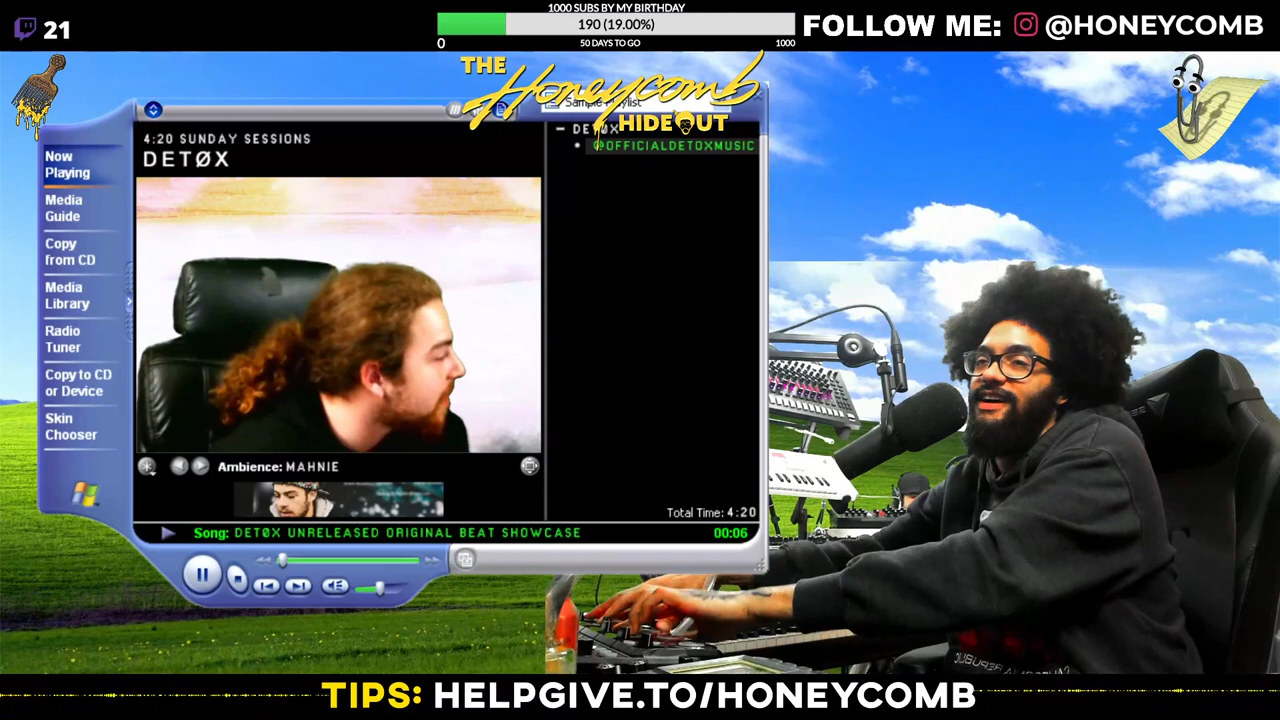 21
1000 SUBS BY MY BIRTHDAY
190 (19.00%)
0
50 DAYS TO GO
1000
FOLLOW ME: @HONEYCOMB
THE
Honeycomb
HIDEOUT
Sample Playlist
4:20 SUNDAY SESSIONS
DETØX
DETØX
@OFFICIALDETOXMUSIC
Now
Playing
Media
Guide
Copy
from CD
Media
Library
Radio
Tuner
Copy to CD
or Device
Skin
Chooser
Ambience: MAHNIE
Total Time: 4:20
Song: DETØX UNRELEASED ORIGINAL BEAT SHOWCASE
00:06
TIPS: HELPGIVE.TO/HONEYCOMB